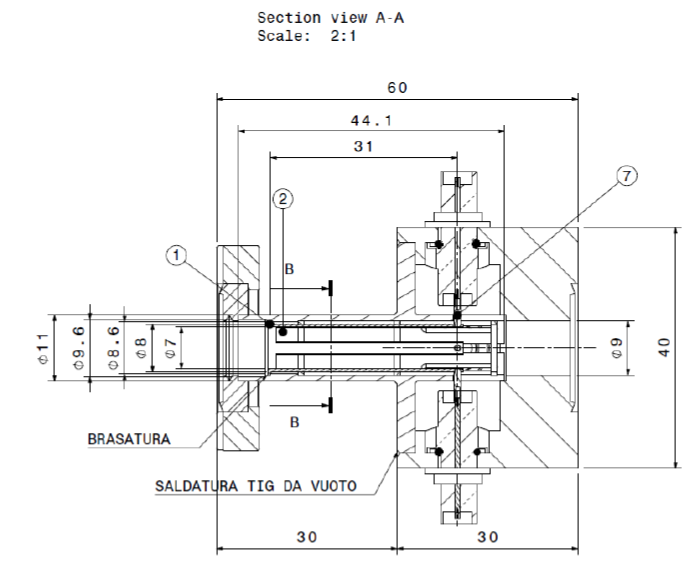 Section view A-A
Scale: 2:1
60
44.1
31
7
2
1
B
Φ11
Φ9.6
Φ8.6
Φ8
Φ7
Φ9
40
B
BRASATURA
SALDATURA TIG DA VUOTO
30
30